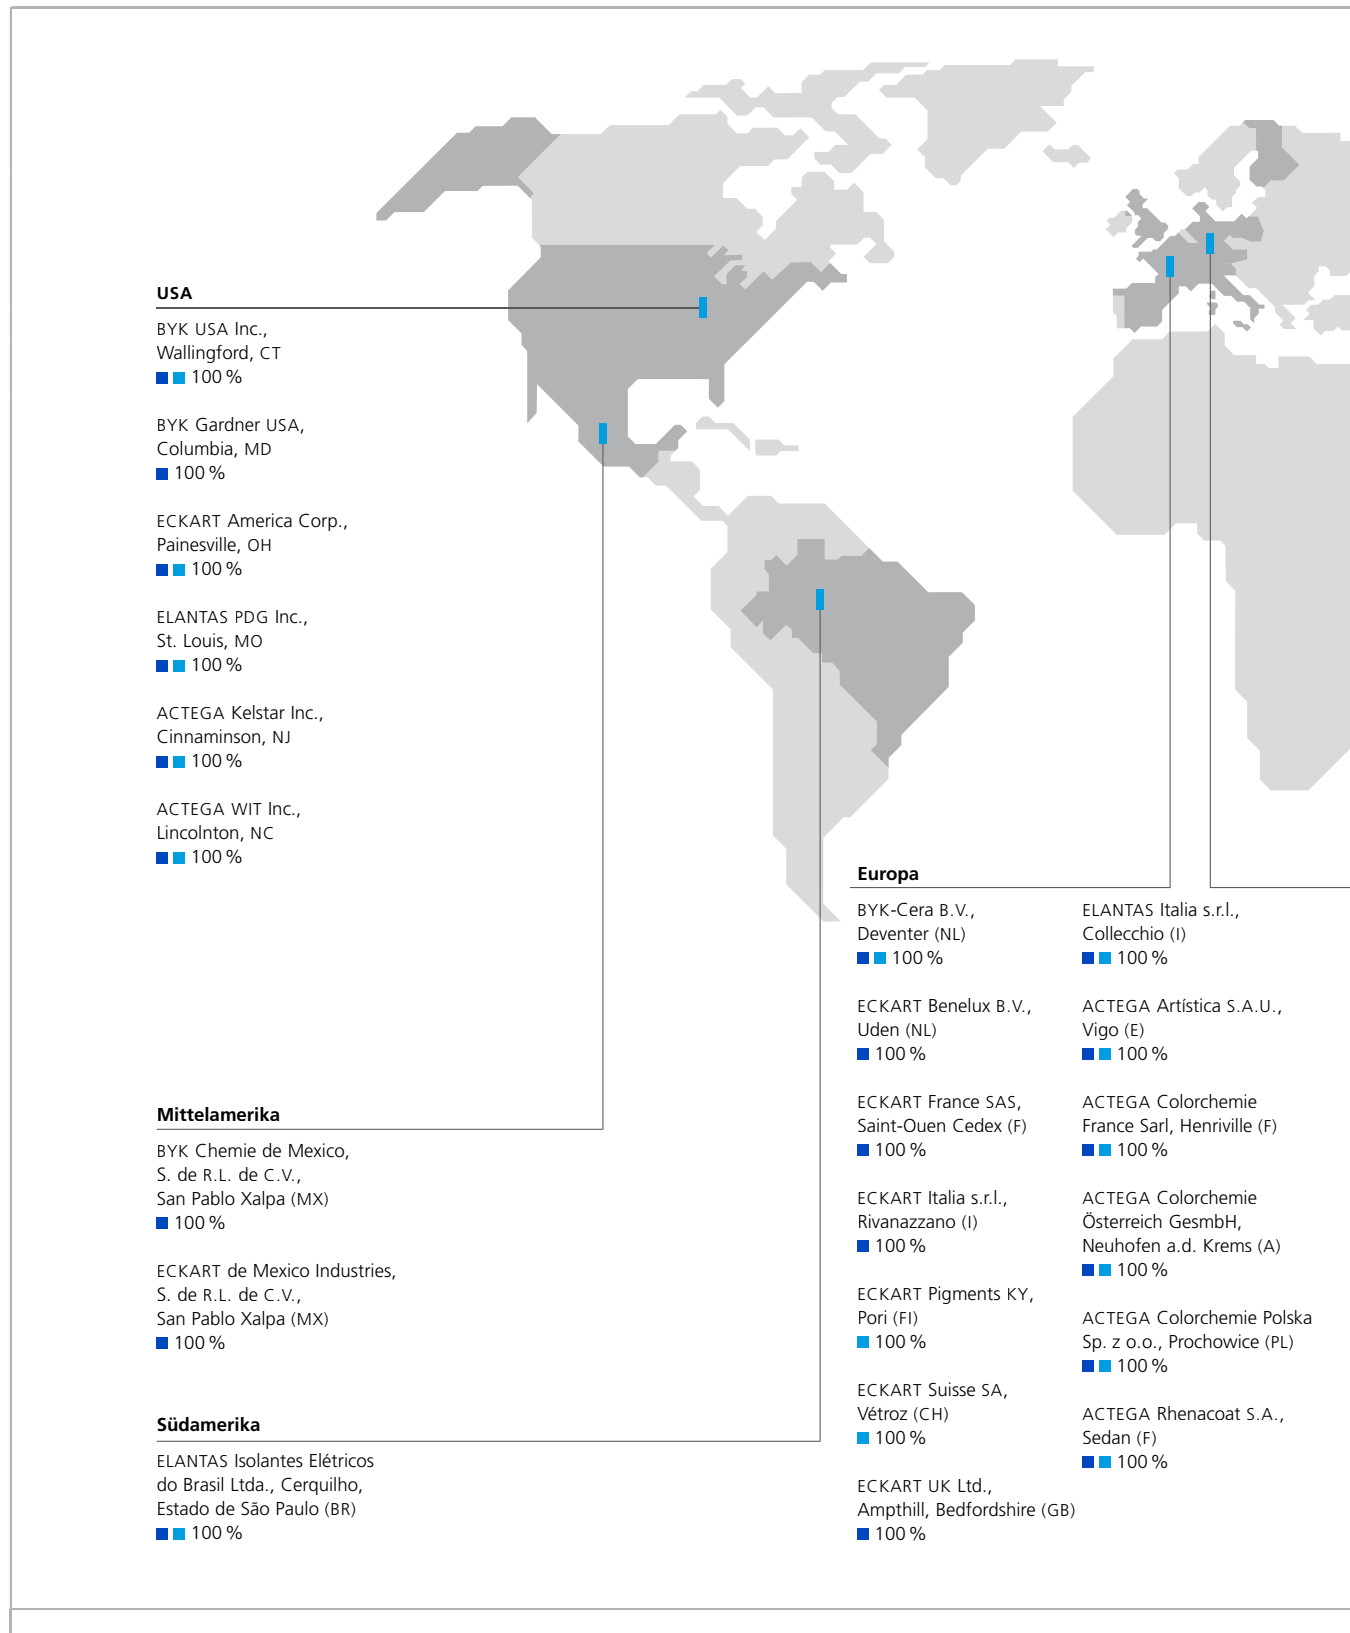 USA
BYK USA Inc.,
Wallingford, CT
100 %
BYK Gardner USA,
Columbia, MD
100 %
ECKART America Corp.,
Painesville, OH
100 %
ELANTAS PDG Inc.,
St. Louis, MO
100 %
ACTEGA Kelstar Inc.,
Cinnaminson, NJ
100 %
ACTEGA WIT Inc.,
Lincolnton, NC
100 %
Mittelamerika
BYK Chemie de Mexico,
S. de R.L. de C.V.,
San Pablo Xalpa (MX)
100 %
ECKART de Mexico Industries,
S. de R.L. de C.V.,
San Pablo Xalpa (MX)
100 %
Südamerika
ELANTAS Isolantes Elétricos
do Brasil Ltda., Cerquilho,
Estado de São Paulo (BR)
100 %
Europa
BYK-Cera B.V.,
Deventer (NL)
100 %
ECKART Benelux B.V.,
Uden (NL)
100 %
ECKART France SAS,
Saint-Ouen Cedex (F)
100 %
ECKART Italia s.r.l.,
Rivanazzano (I)
100 %
ECKART Pigments KY,
Pori (FI)
100 %
ECKART Suisse SA,
Vétroz (CH)
100 %
ECKART UK Ltd.,
Ampthill, Bedfordshire (GB)
100 %
ELANTAS Italia s.r.l.,
Collecchio (I)
100 %
ACTEGA Artística S.A.U.,
Vigo (E)
100 %
ACTEGA Colorchemie
France Sarl, Henriville (F)
100 %
ACTEGA Colorchemie
Österreich GesmbH,
Neuhofen a.d. Krems (A)
100 %
ACTEGA Colorchemie Polska
Sp. z o.o., Prochowice (PL)
100 %
ACTEGA Rhenacoat S.A.,
Sedan (F)
100 %